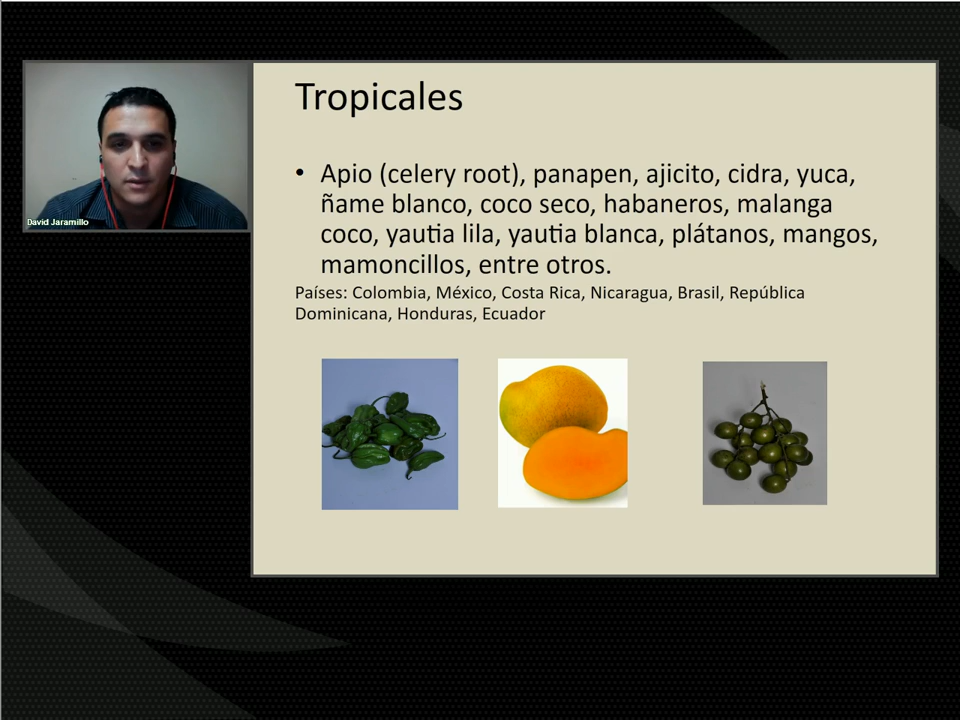 David Jaramillo
Tropicales
• Apio (celery root), panapen, ajicito, cidra, yuca,
ñame blanco, coco seco, habaneros, malanga
coco, yautia lila, yautia blanca, plátanos, mangos,
mamoncillos, entre otros.
Países: Colombia, México, Costa Rica, Nicaragua, Brasil, República
Dominicana, Honduras, Ecuador